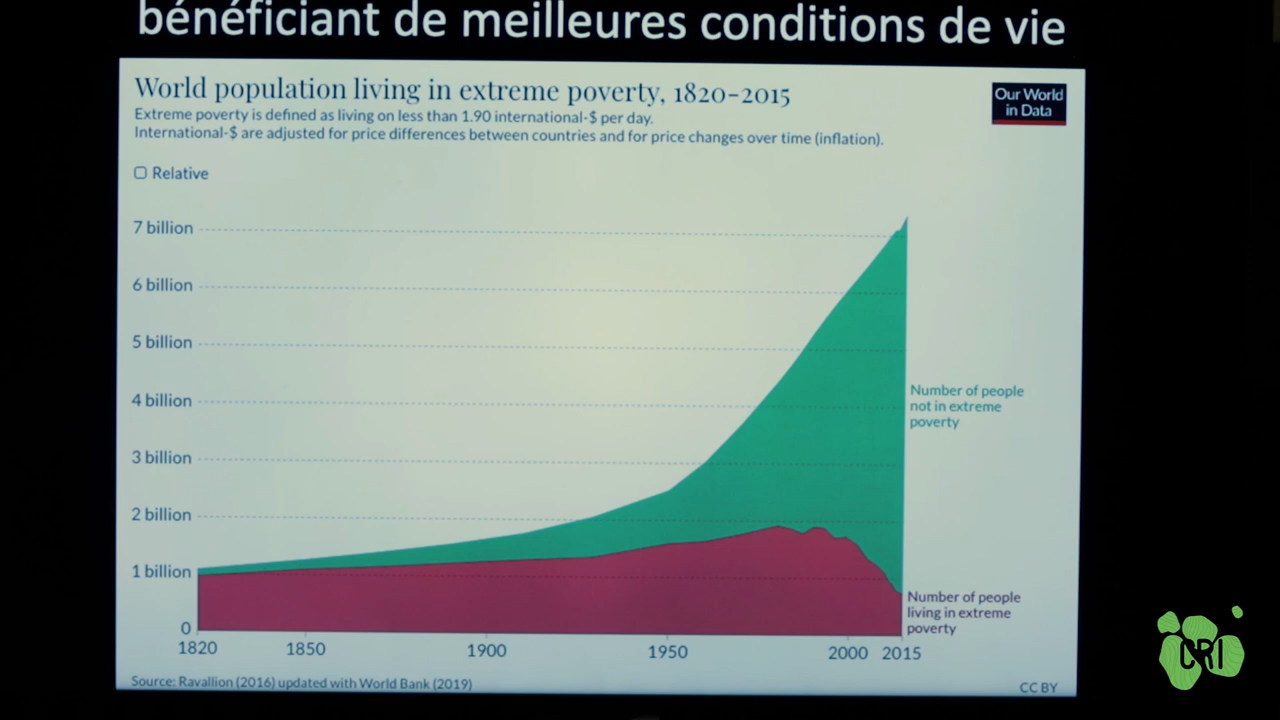 bénéficiant de meilleures conditions de vie
World population living in extreme poverty, 1820-2015
Our World
in Data
Extreme poverty is defined as living on less than 1.90 international-$ per day.
International-$ are adjusted for price differences between countries and for price changes over time (inflation).
Relative
7 billion
6 billion
5 billion
4 billion
3 billion
2 billion
1 billion
0
Number of people
not in extreme
poverty
Number of people
living in extreme
poverty
1820
1850
1900
1950
2000
2015
Source: Ravallion (2016) updated with World Bank (2019)
CC BY
CRI